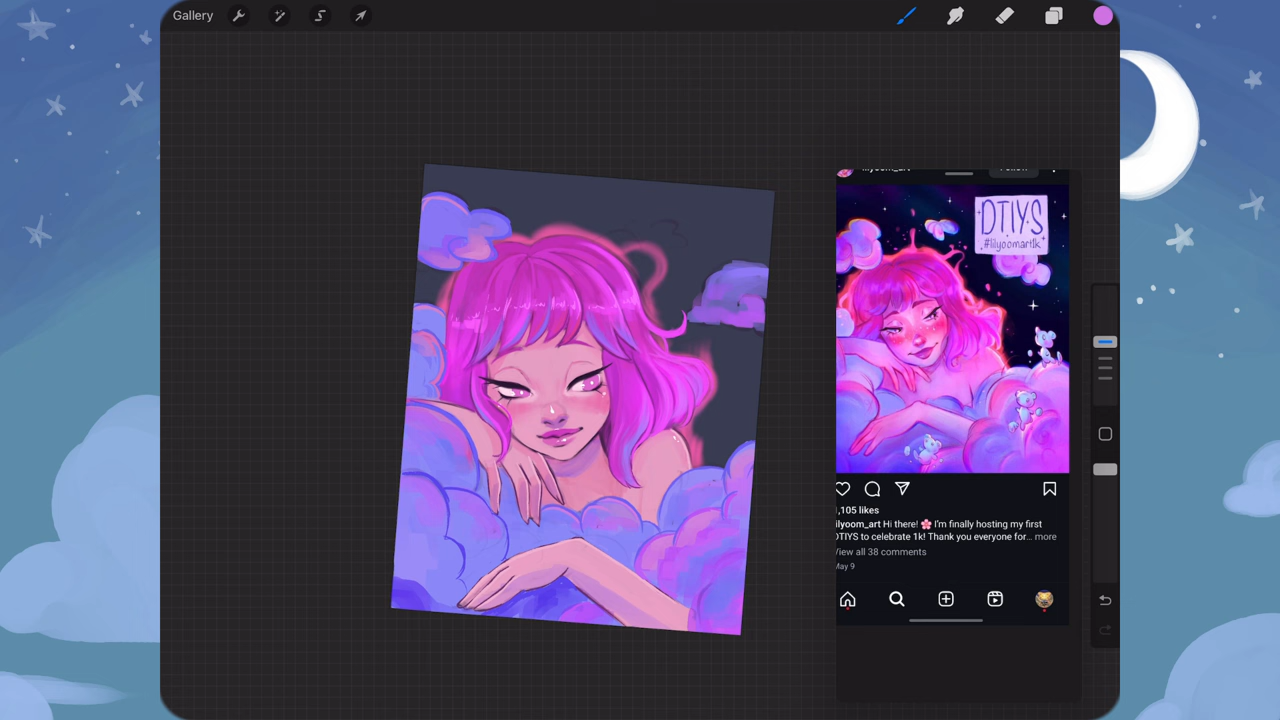 Gallery
DTIYS
#lilyoomart1k
1,105 likes
lilyoom_art Hi there! 🌸 I'm finally hosting my first
DTIYS to celebrate 1k! Thank you everyone for... more
View all 38 comments
May 9